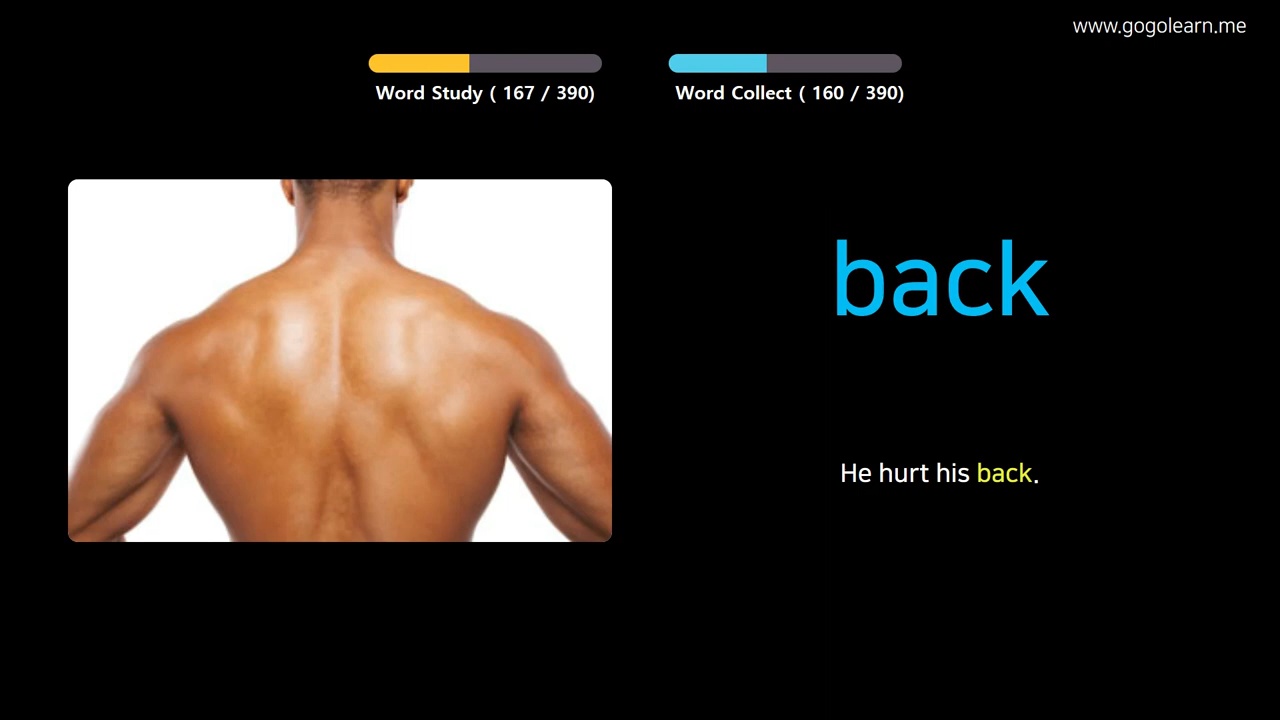 www.gogolearn.me
Word Study ( 167 / 390)
Word Collect ( 160 / 390)
back
He hurt his back.